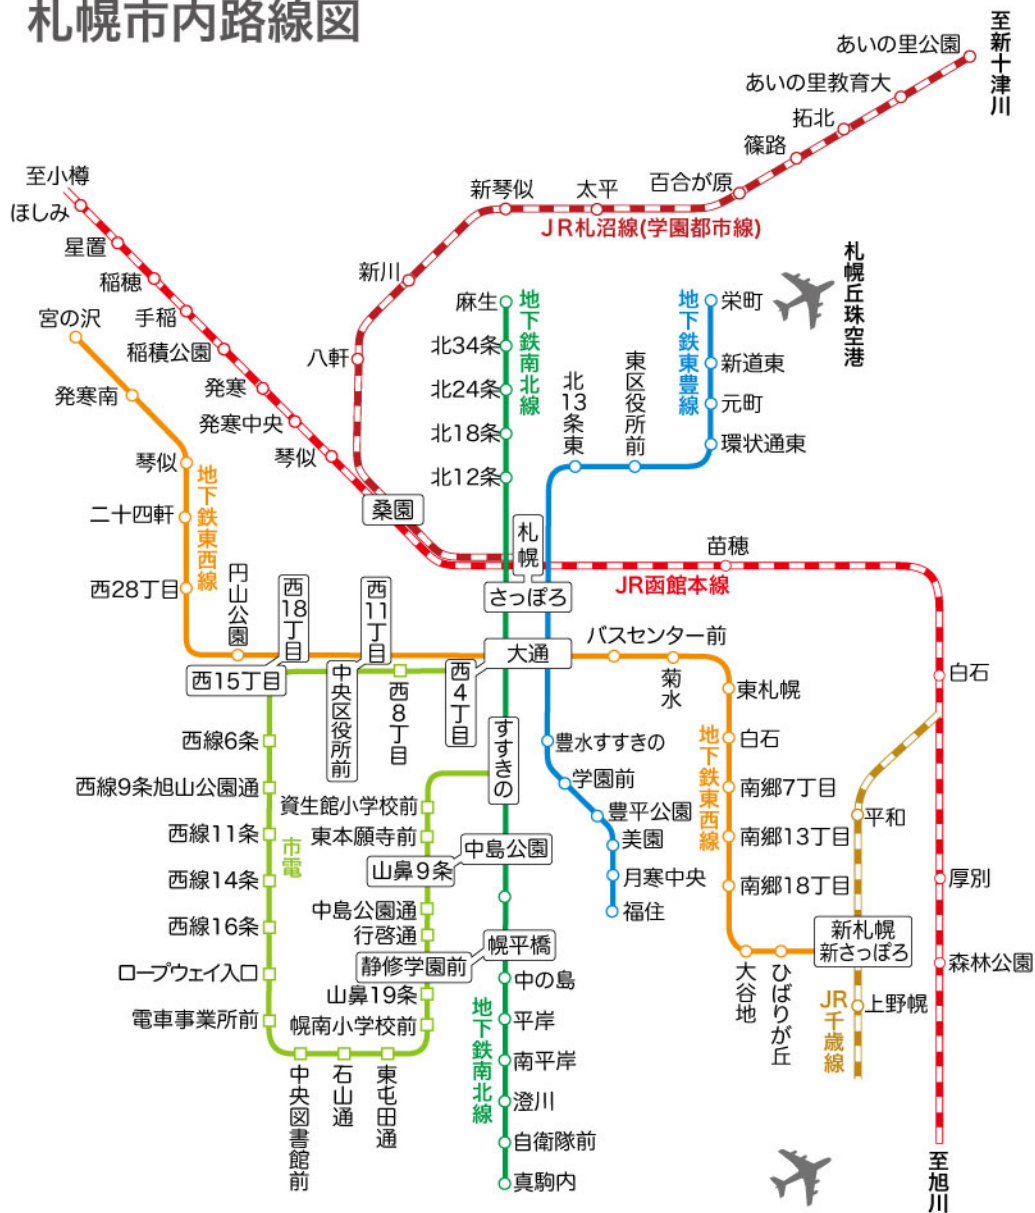 札幌市内路線図
至新十津川
あいの里公園
あいの里教育大
拓北
篠路
百合が原
太平
新琴似
JR札沼線(学園都市線)
新川
八軒
至小樽
ほしみ
星置
稲穂
手稲
稲積公園
発寒
発寒中央
琴似
桑園
宮の沢
発寒南
琴似
地下鉄東西線
二十四軒
西28丁目
円山公園
西18丁目
西11丁目
麻生
地下鉄南北線
北34条
北24条
北18条
北12条
北13条東
東区役所前
地下鉄東豊線
栄町
新道東
元町
環状通東
札幌丘珠空港
札幌
さっぽろ
苗穂
JR函館本線
大通
バスセンター前
菊水
東札幌
白石
地下鉄東西線
南郷7丁目
南郷13丁目
南郷18丁目
大谷地
ひばりが丘
新札幌
新さっぽろ
白石
平和
厚別
森林公園
上野幌
JR千歳線
至旭川
西15丁目
中央区役所前
西8丁目
西4丁目
すすきの
豊水すすきの
学園前
豊平公園
美園
月寒中央
福住
西線6条
西線9条旭山公園通
西線11条
市電
西線14条
西線16条
ロープウェイ入口
電車事業所前
中央図書館前
石山通
東屯田通
資生館小学校前
東本願寺前
山鼻9条
中島公園
中島公園通
行啓通
静修学園前
幌平橋
山鼻19条
幌南小学校前
中の島
平岸
地下鉄南北線
南平岸
澄川
自衛隊前
真駒内